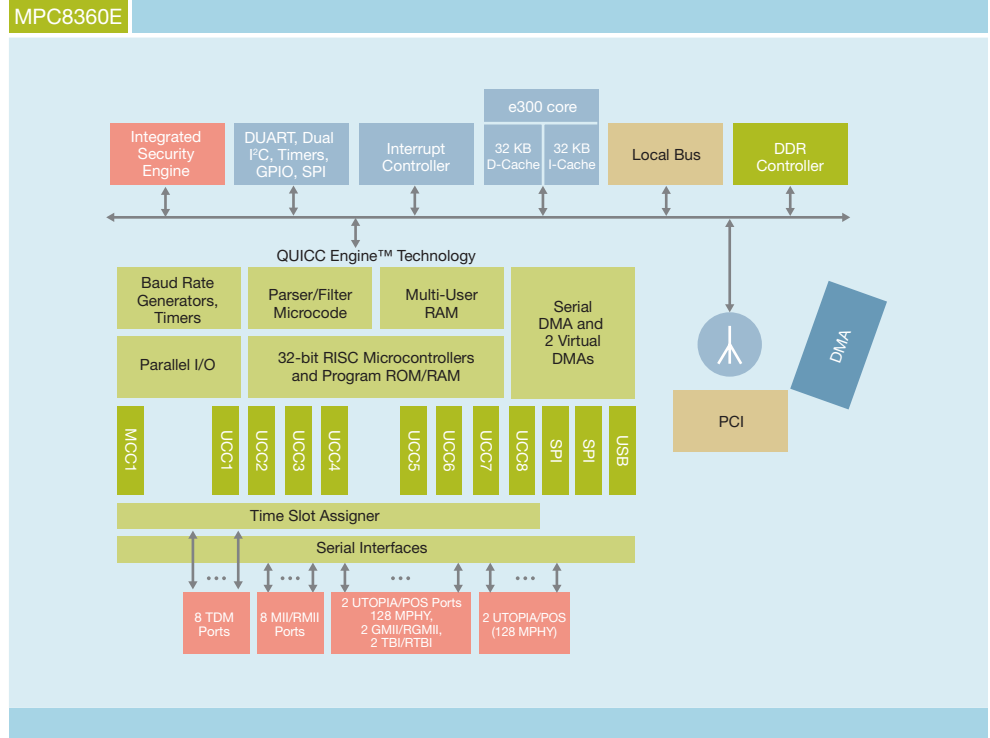 MPC8360E
e300 core
Integrated
Security
Engine
DUART, Dual
I²C, Timers,
GPIO, SPI
Interrupt
Controller
32 KB
D-Cache
32 KB
I-Cache
Local Bus
DDR
Controller
QUICC Engine™ Technology
Baud Rate
Generators,
Timers
Parser/Filter
Microcode
Multi-User
RAM
Serial
DMA and
2 Virtual
DMAs
Parallel I/O
32-bit RISC Microcontrollers
and Program ROM/RAM
DMA
PCI
MCC1
UCC1
UCC2
UCC3
UCC4
UCC5
UCC6
UCC7
UCC8
SPI
SPI
USB
Time Slot Assigner
Serial Interfaces
8 TDM
Ports
8 MII/RMII
Ports
2 UTOPIA/POS Ports
128 MPHY,
2 GMII/RGMII,
2 TBI/RTBI
2 UTOPIA/POS
(128 MPHY)